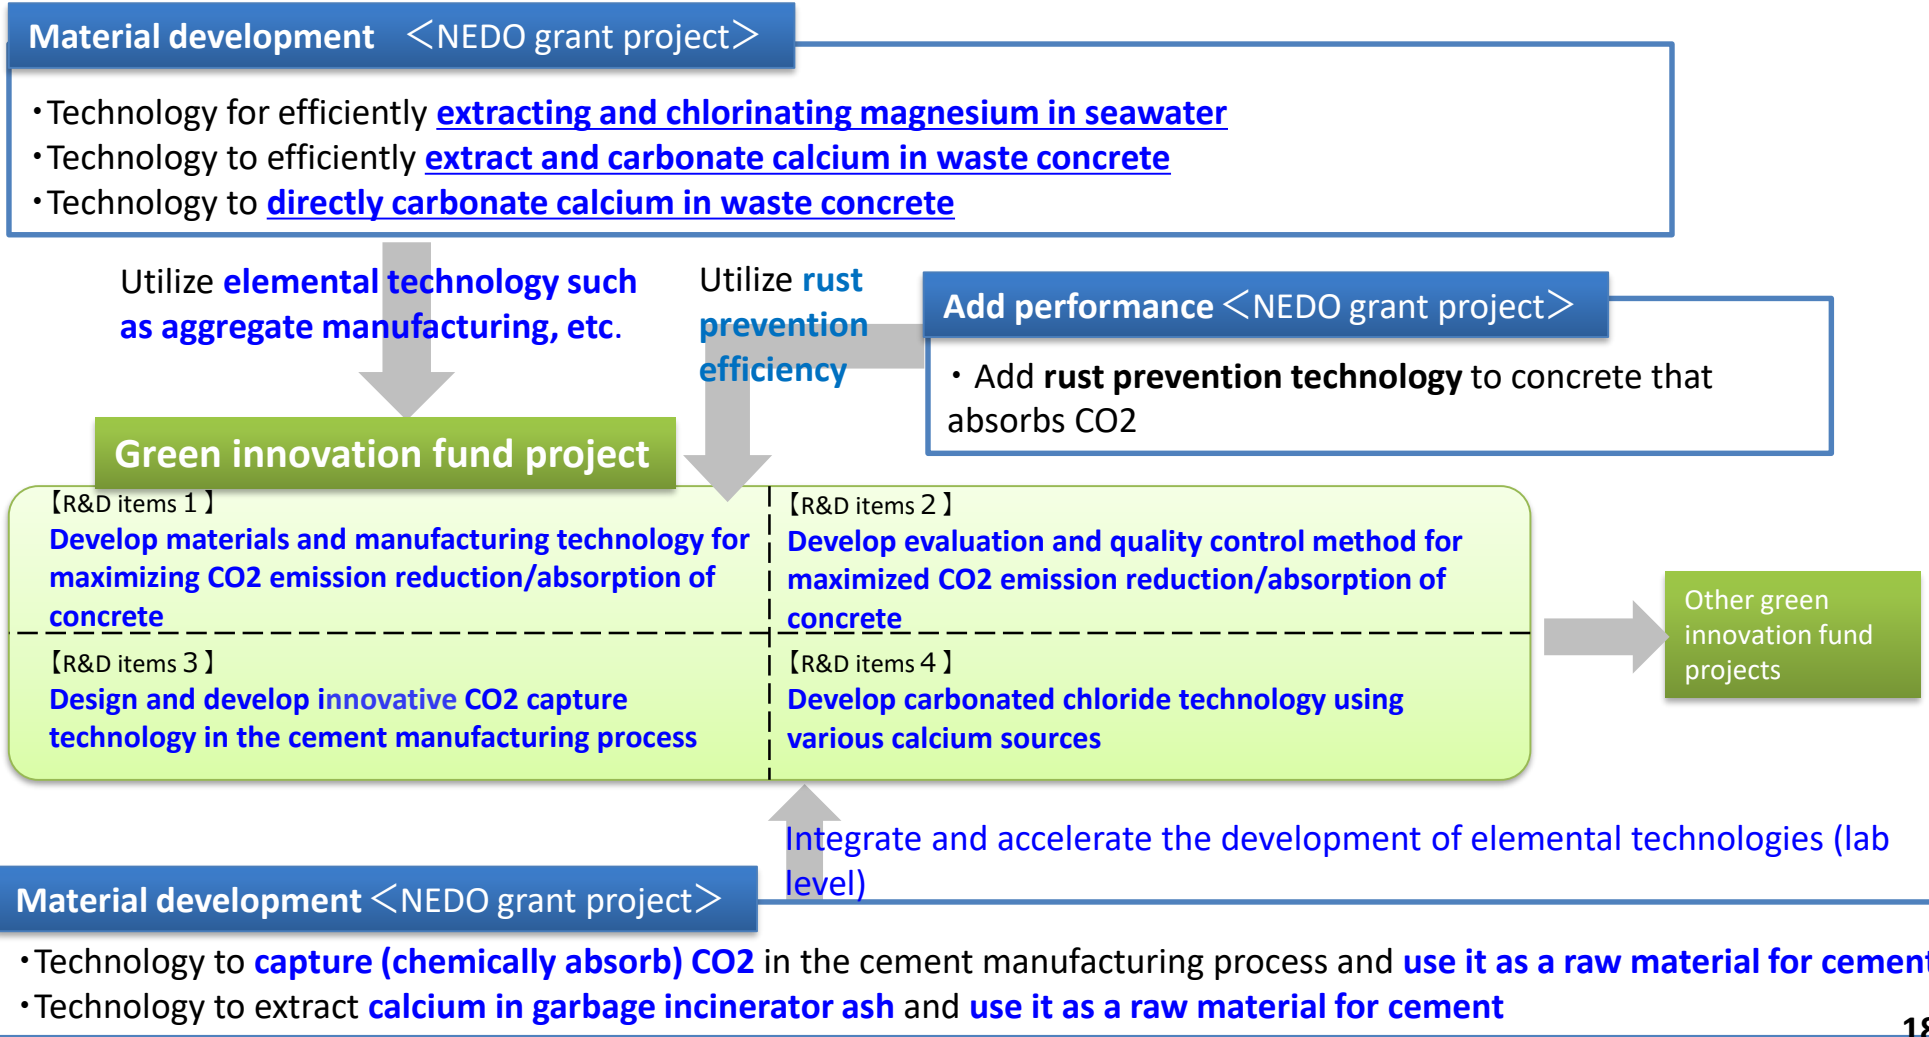 Material development ＜NEDO grant project＞
・Technology for efficiently extracting and chlorinating magnesium in seawater
・Technology to efficiently extract and carbonate calcium in waste concrete
・Technology to directly carbonate calcium in waste concrete
Utilize elemental technology such
as aggregate manufacturing, etc.
Utilize rust
prevention
efficiency
Add performance ＜NEDO grant project＞
・ Add rust prevention technology to concrete that
absorbs CO2
Green innovation fund project
【R&D items 1】
Develop materials and manufacturing technology for
maximizing CO2 emission reduction/absorption of
concrete
【R&D items 2】
Develop evaluation and quality control method for
maximized CO2 emission reduction/absorption of
concrete
【R&D items 3】
Design and develop innovative CO2 capture
technology in the cement manufacturing process
【R&D items 4】
Develop carbonated chloride technology using
various calcium sources
Other green
innovation fund
projects
Integrate and accelerate the development of elemental technologies (lab
level)
Material development ＜NEDO grant project＞
・Technology to capture (chemically absorb) CO2 in the cement manufacturing process and use it as a raw material for cement
・Technology to extract calcium in garbage incinerator ash and use it as a raw material for cement
18